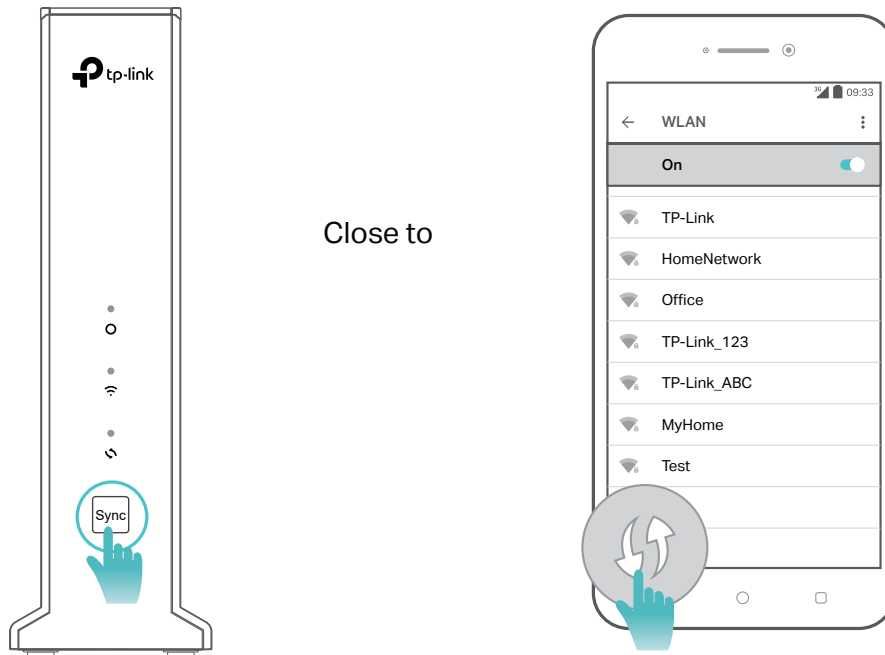 tp-link
Sync
Close to
3G 09:33
WLAN
On
TP-Link
HomeNetwork
Office
TP-Link_123
TP-Link_ABC
MyHome
Test